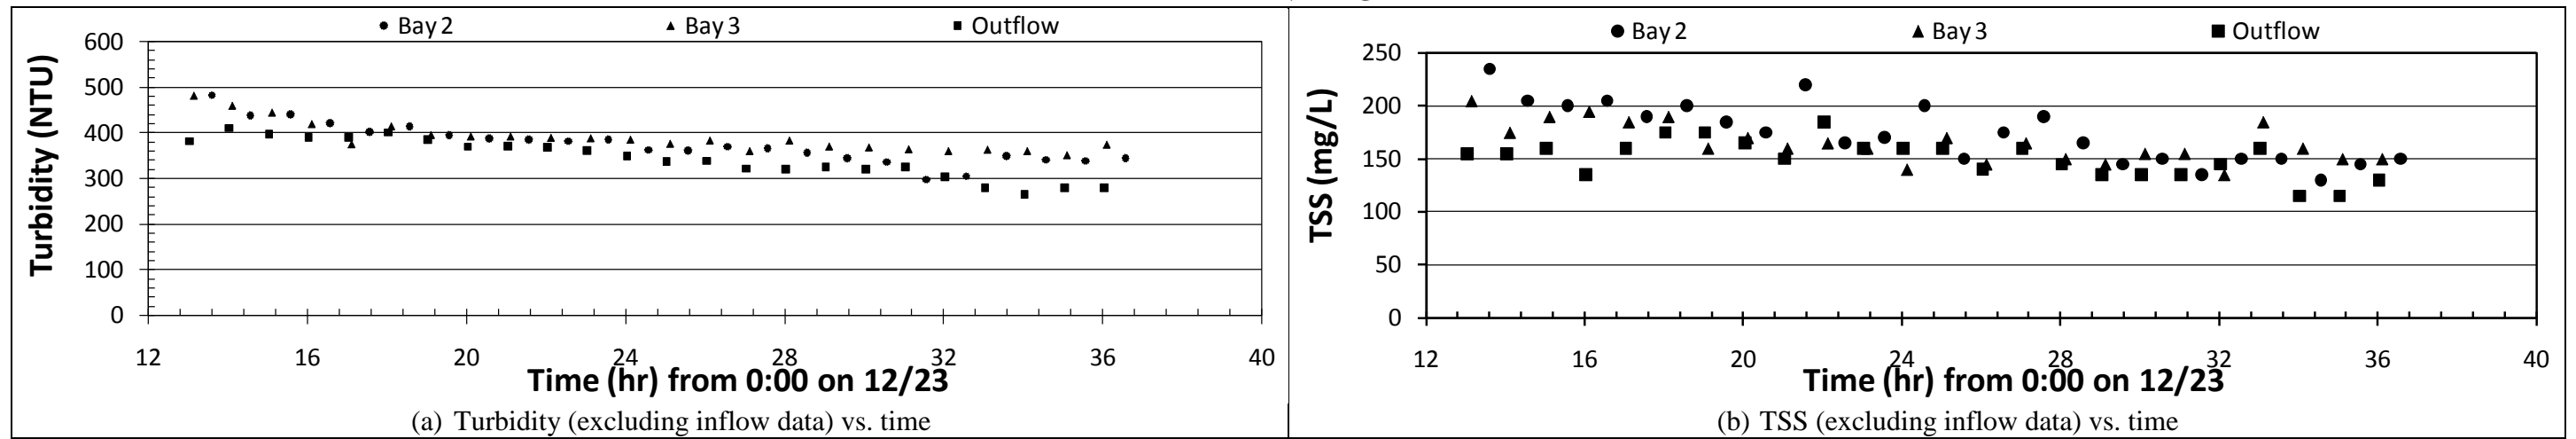 Bay 2 Bay 3 Outflow
600
500
400
300
200
100
0
Turbidity (NTU)
12 16 20 24 28 32 36 40
Time (hr) from 0:00 on 12/23
(a) Turbidity (excluding inflow data) vs. time
Bay 2 Bay 3 Outflow
250
200
150
100
50
0
TSS (mg/L)
12 16 20 24 28 32 36 40
Time (hr) from 0:00 on 12/23
(b) TSS (excluding inflow data) vs. time